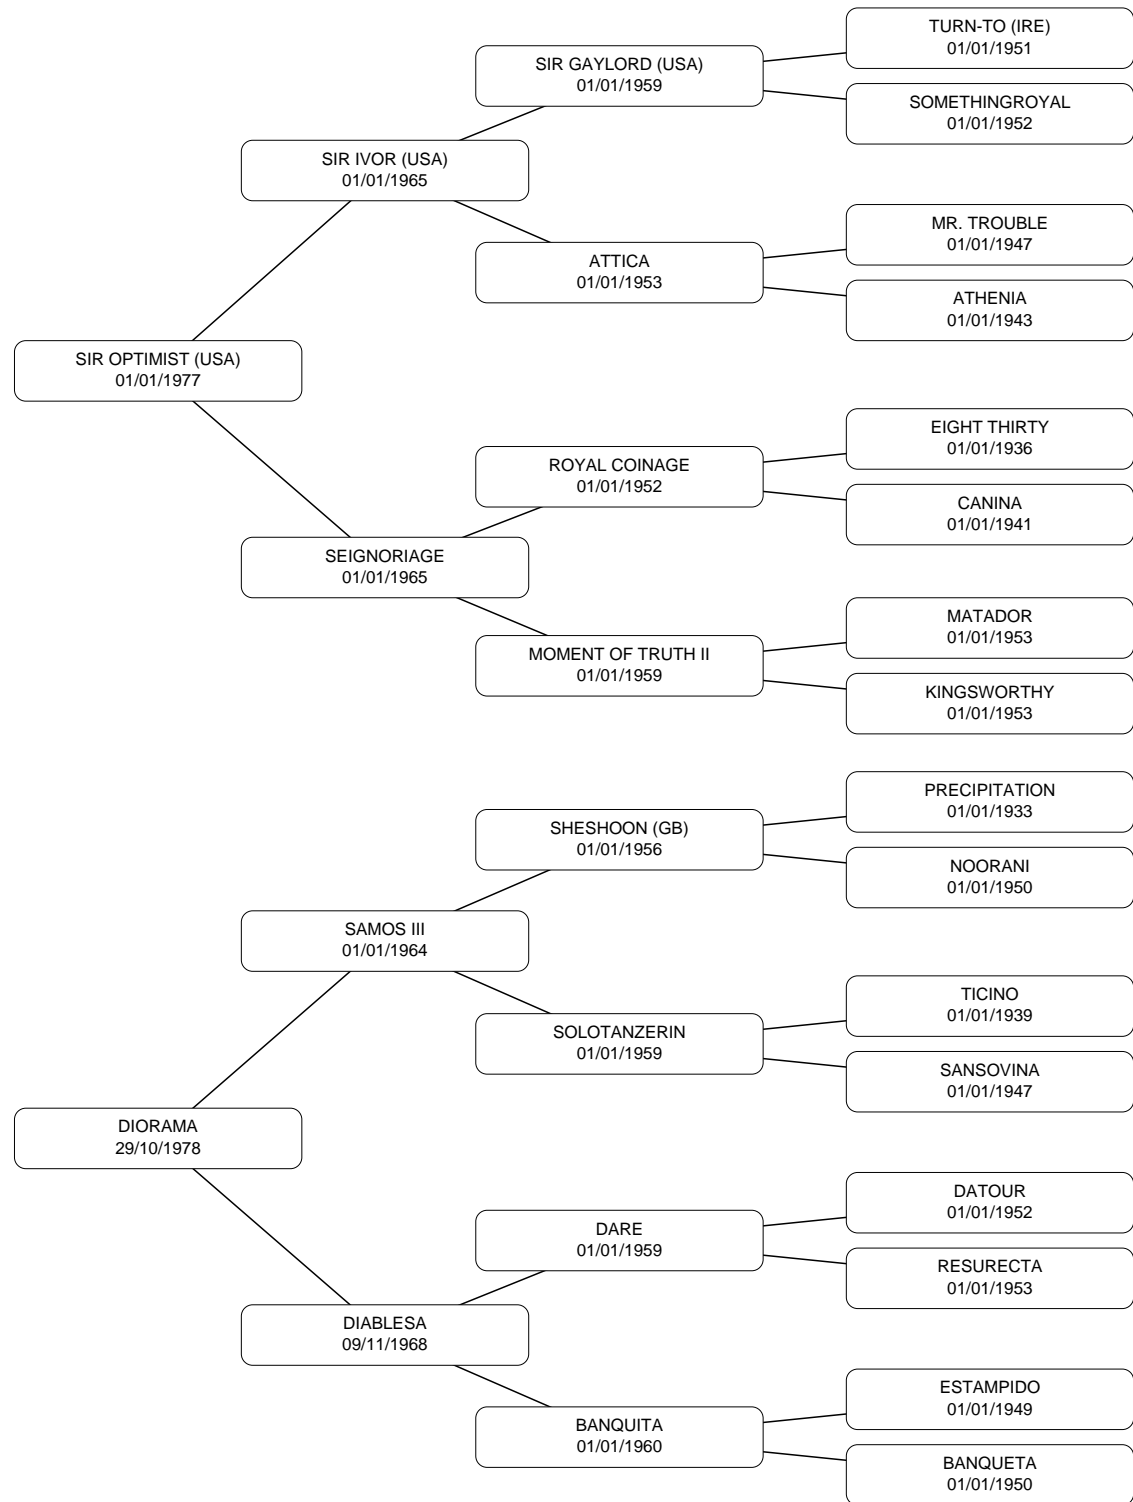 TURN-TO (IRE)
01/01/1951
SIR GAYLORD (USA)
01/01/1959
SOMETHINGROYAL
01/01/1952
SIR IVOR (USA)
01/01/1965
MR. TROUBLE
01/01/1947
ATTICA
01/01/1953
ATHENIA
01/01/1943
SIR OPTIMIST (USA)
01/01/1977
EIGHT THIRTY
01/01/1936
ROYAL COINAGE
01/01/1952
CANINA
01/01/1941
SEIGNORIAGE
01/01/1965
MATADOR
01/01/1953
MOMENT OF TRUTH II
01/01/1959
KINGSWORTHY
01/01/1953
PRECIPITATION
01/01/1933
SHESHOON (GB)
01/01/1956
NOORANI
01/01/1950
SAMOS III
01/01/1964
TICINO
01/01/1939
SOLOTANZERIN
01/01/1959
SANSOVINA
01/01/1947
DIORAMA
29/10/1978
DATOUR
01/01/1952
DARE
01/01/1959
RESURECTA
01/01/1953
DIABLESA
09/11/1968
ESTAMPIDO
01/01/1949
BANQUITA
01/01/1960
BANQUETA
01/01/1950